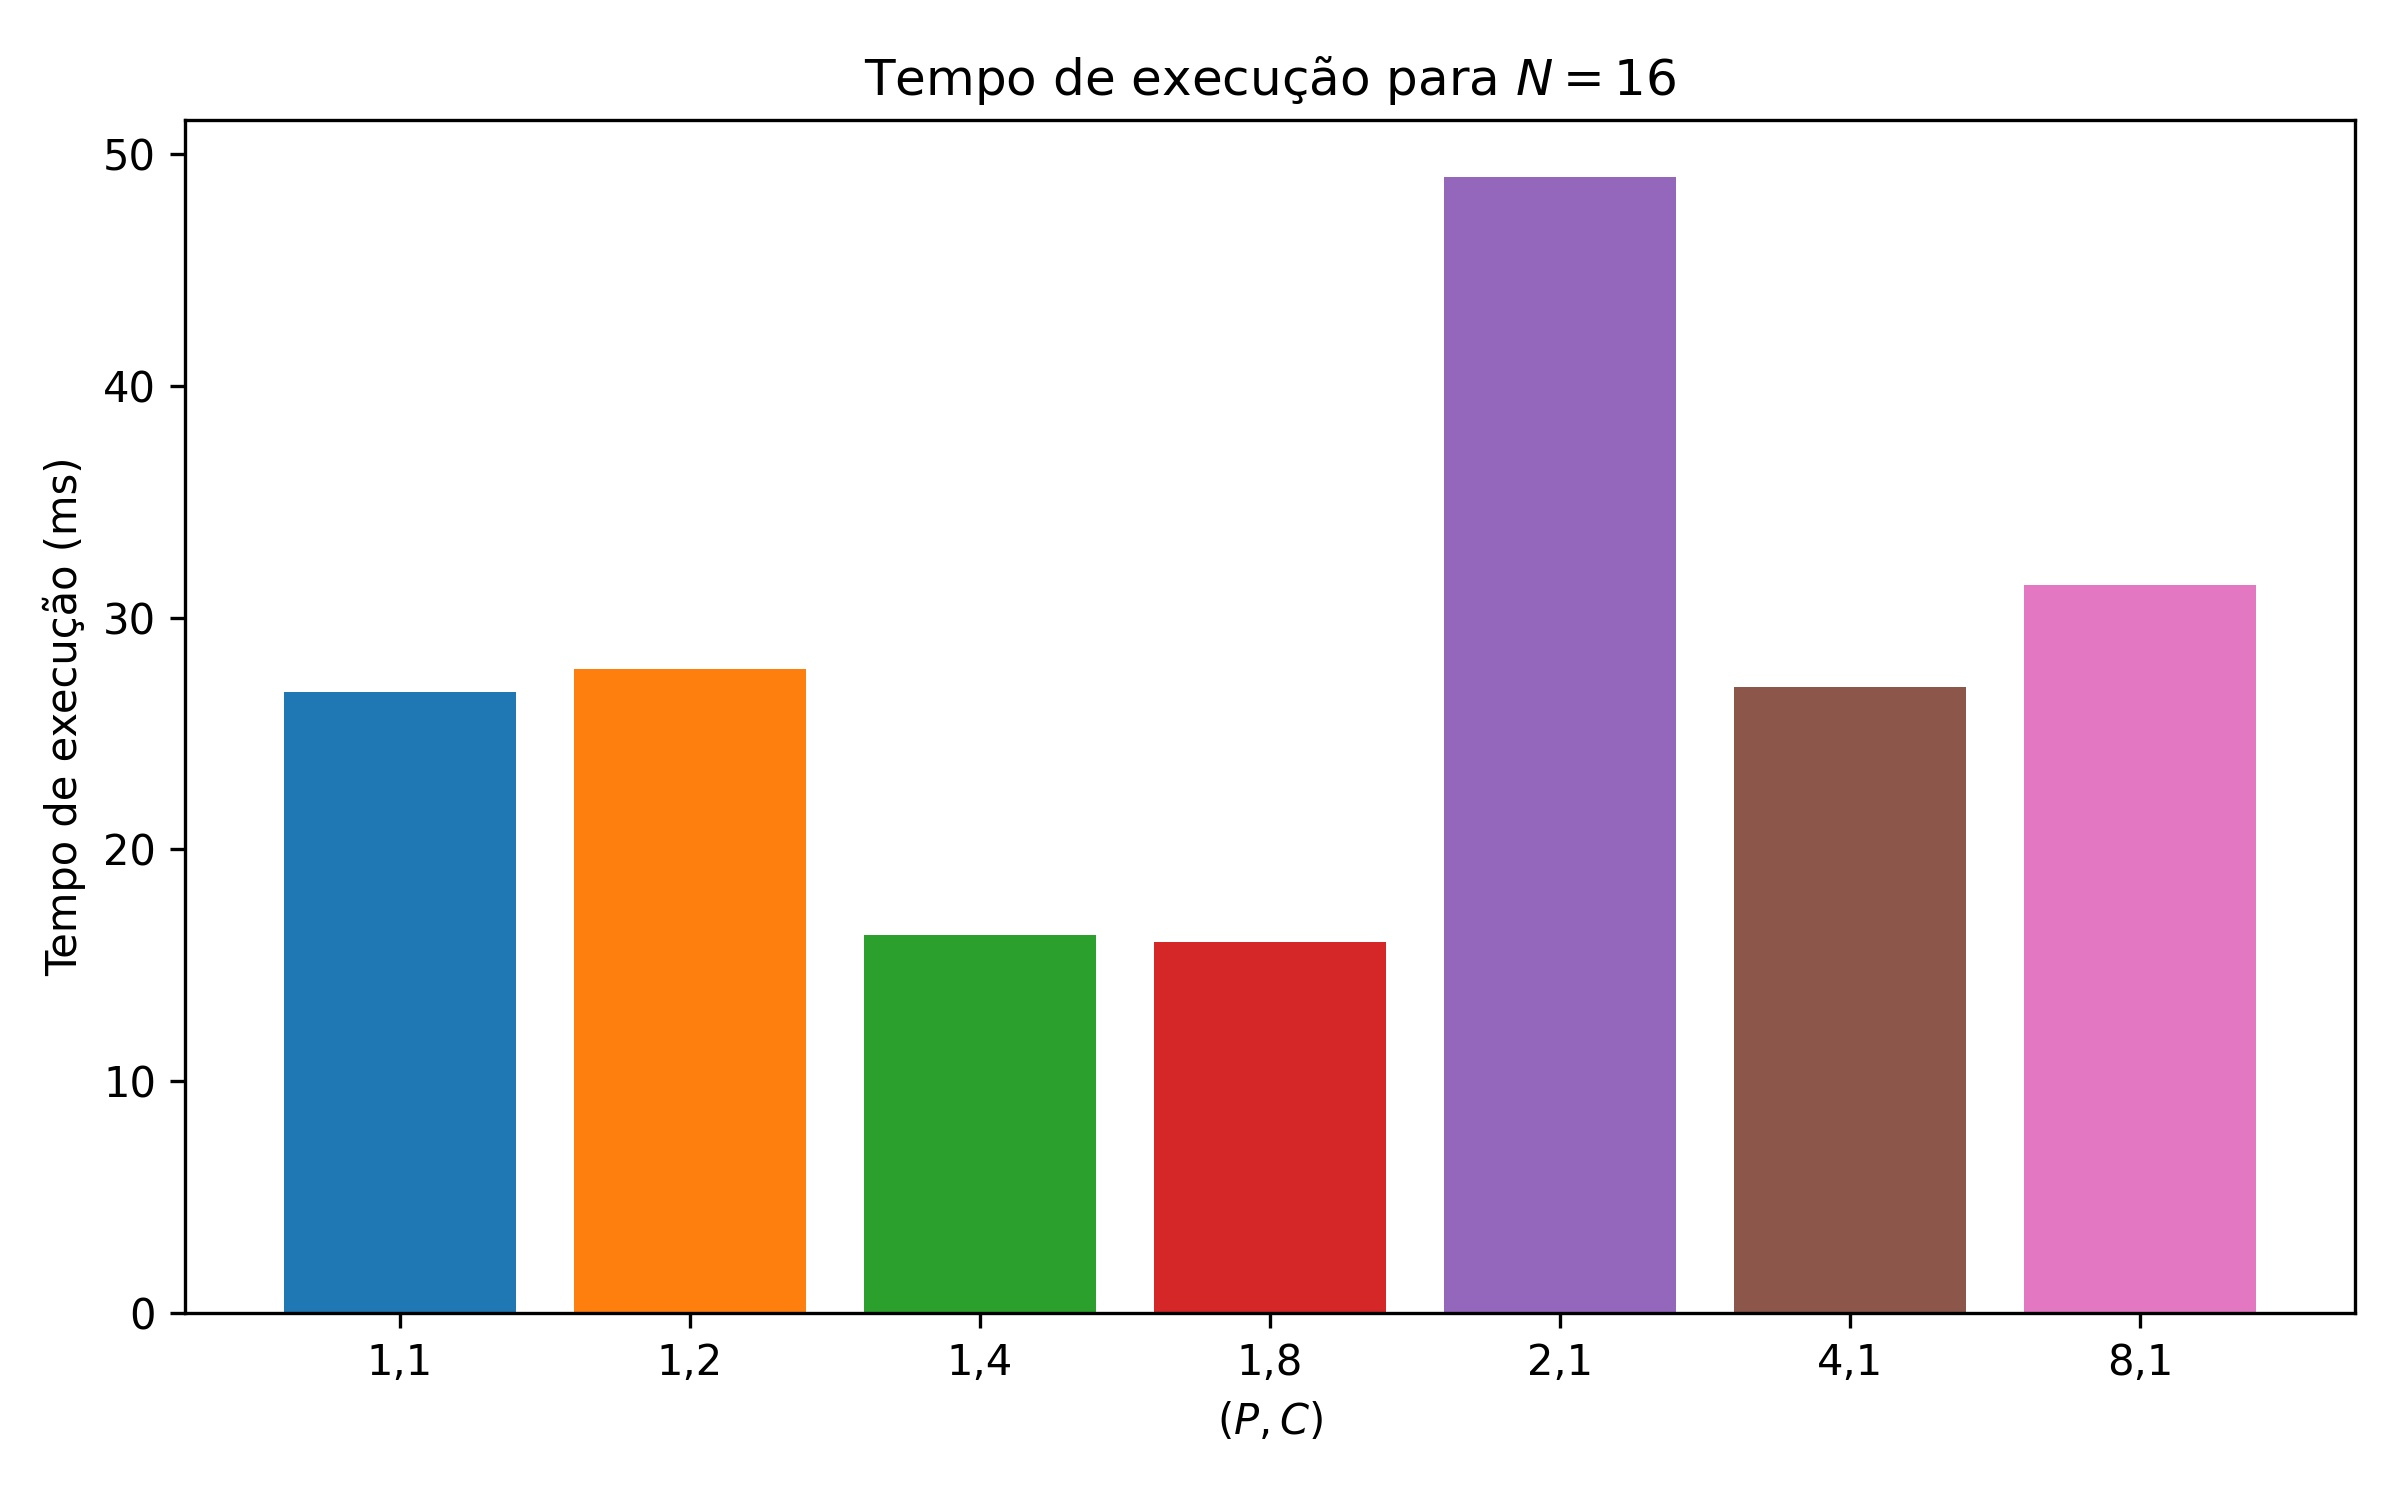 Tempo de execução para N = 16
Tempo de execução (ms)
50
40
30
20
10
0
1,1 1,2 1,4 1,8 2,1 4,1 8,1
(P, C)